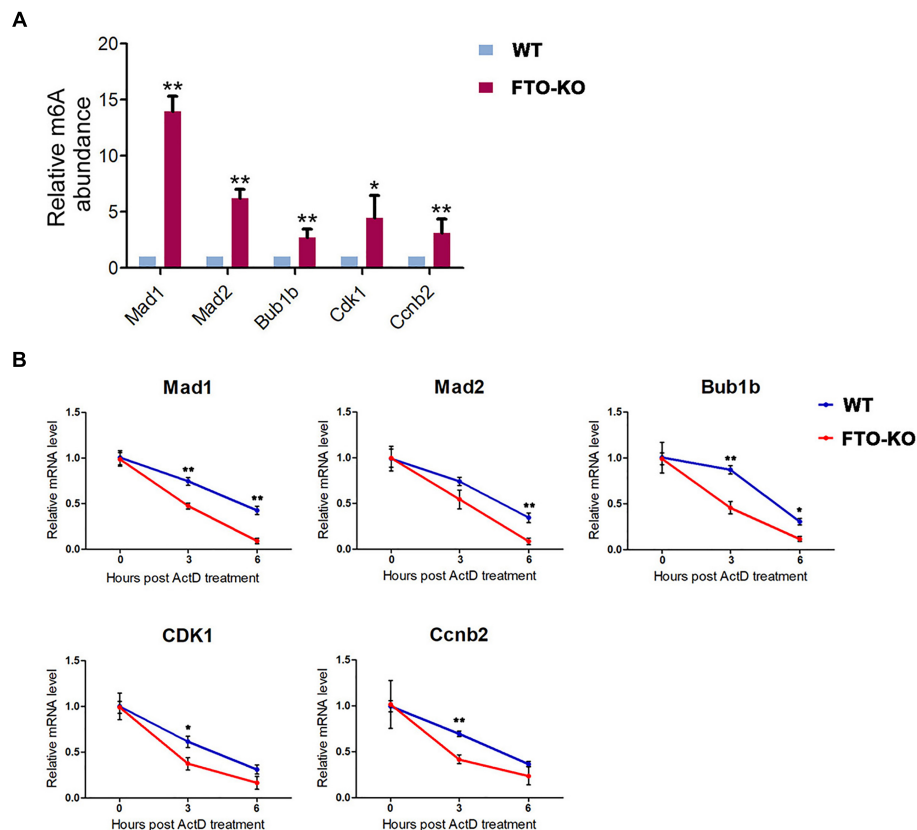 A
WT
FTO-KO
Relative m6A
abundance
20
15
10
5
0
**
**
**
*
**
Mad1
Mad2
Bub1b
Cdk1
Ccnb2
B
Mad1
Relative mRNA level
1.5
1.0
0.5
0.0
**
**
0
3
6
Hours post ActD treatment
Mad2
Relative mRNA level
1.5
1.0
0.5
0.0
**
0
3
6
Hours post ActD treatment
Bub1b
Relative mRNA level
1.5
1.0
0.5
0.0
**
*
0
3
6
Hours post ActD treatment
WT
FTO-KO
CDK1
Relative mRNA level
1.5
1.0
0.5
0.0
*
0
3
6
Hours post ActD treatment
Ccnb2
Relative mRNA level
1.5
1.0
0.5
0.0
**
0
3
6
Hours post ActD treatment